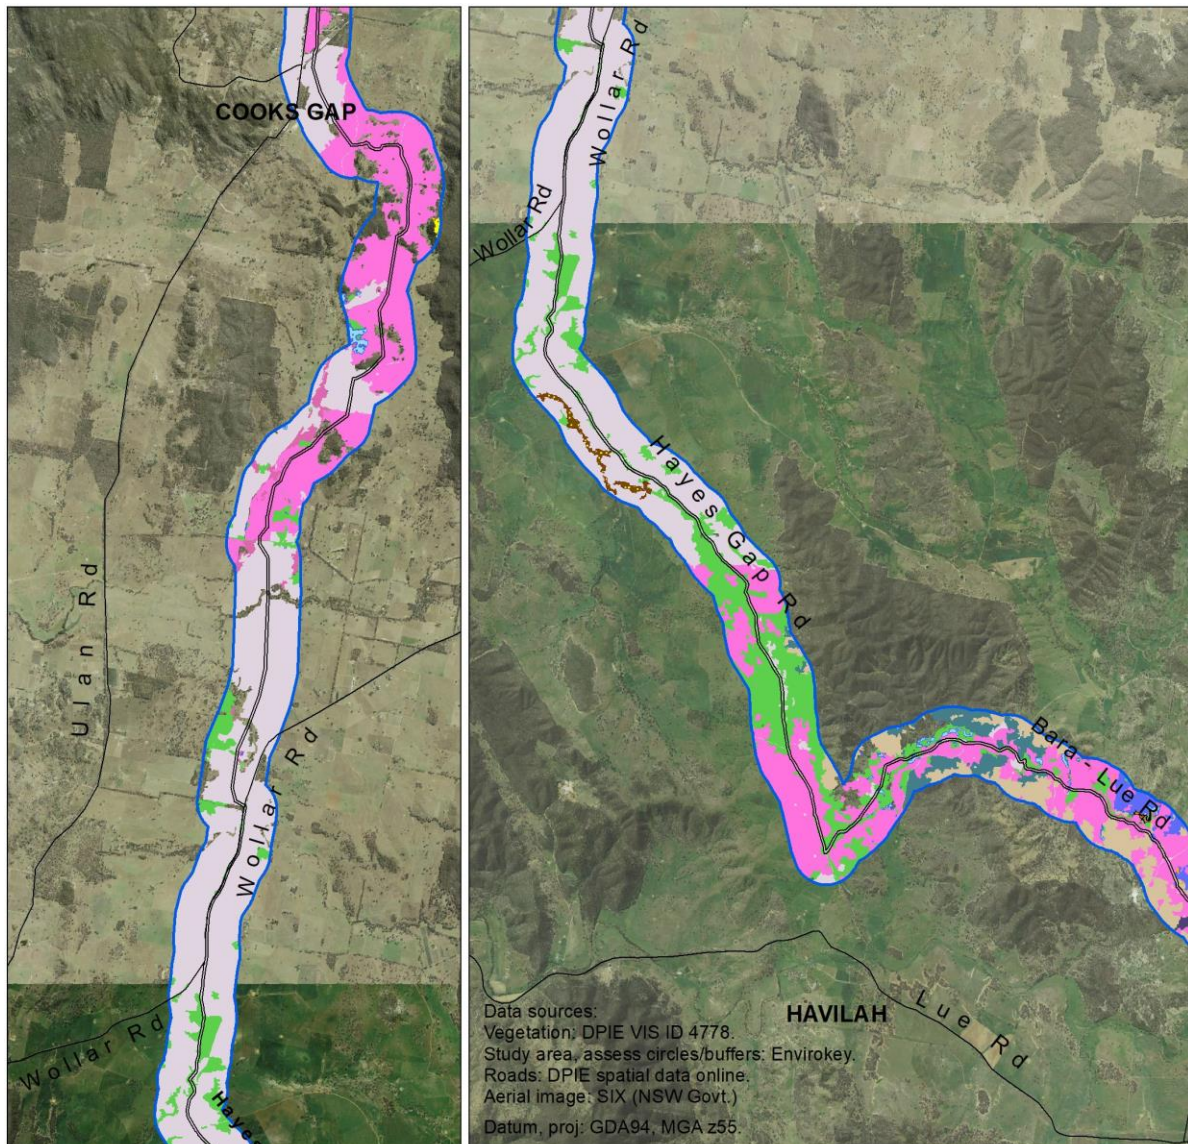 COOKS GAP
Ulan Rd
Wollar Rd
Wollar Rd
Hayes
Wollar Rd
Wollar Rd
Hayes Gap Rd
Bara - Lue Rd
HAVILAH
Lue Rd
Data sources:
Vegetation: DPIE VIS ID 4778.
Study area, assess circles/buffers: Envirokey.
Roads: DPIE spatial data online.
Aerial image: SIX (NSW Govt.)
Datum, proj: GDA94, MGA z55.